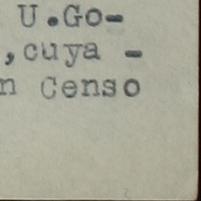 U.Go-
,cuya -
n Censo